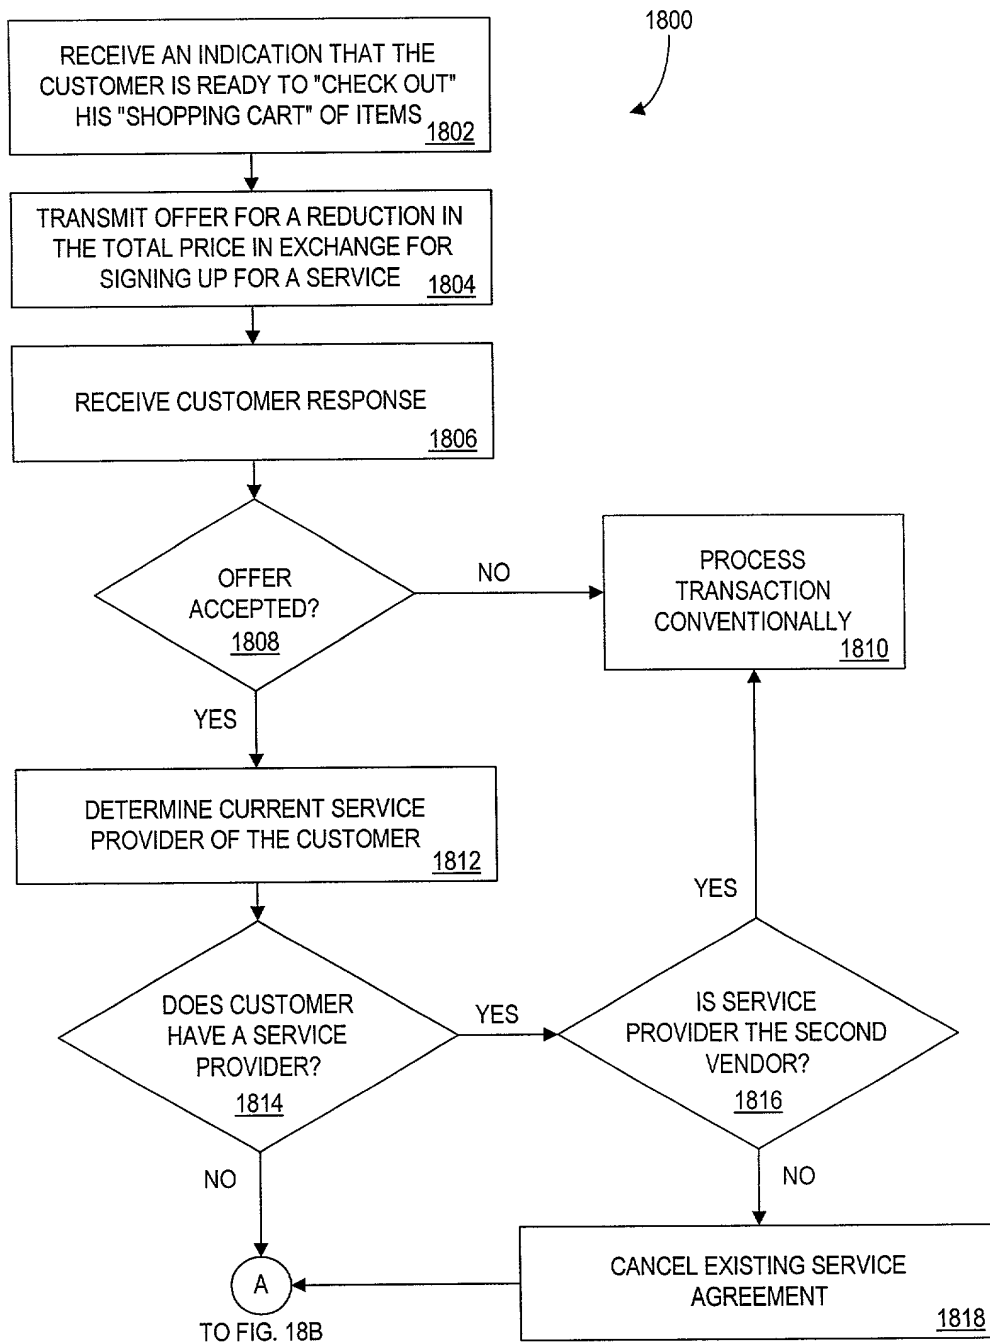 1800
RECEIVE AN INDICATION THAT THE
CUSTOMER IS READY TO "CHECK OUT"
HIS "SHOPPING CART" OF ITEMS
1802
TRANSMIT OFFER FOR A REDUCTION IN
THE TOTAL PRICE IN EXCHANGE FOR
SIGNING UP FOR A SERVICE
1804
RECEIVE CUSTOMER RESPONSE
1806
OFFER
ACCEPTED?
1808
NO
PROCESS
TRANSACTION
CONVENTIONALLY
1810
YES
DETERMINE CURRENT SERVICE
PROVIDER OF THE CUSTOMER
1812
YES
DOES CUSTOMER
HAVE A SERVICE
PROVIDER?
1814
YES
IS SERVICE
PROVIDER THE SECOND
VENDOR?
1816
NO
NO
CANCEL EXISTING SERVICE
AGREEMENT
1818
A
TO FIG. 18B